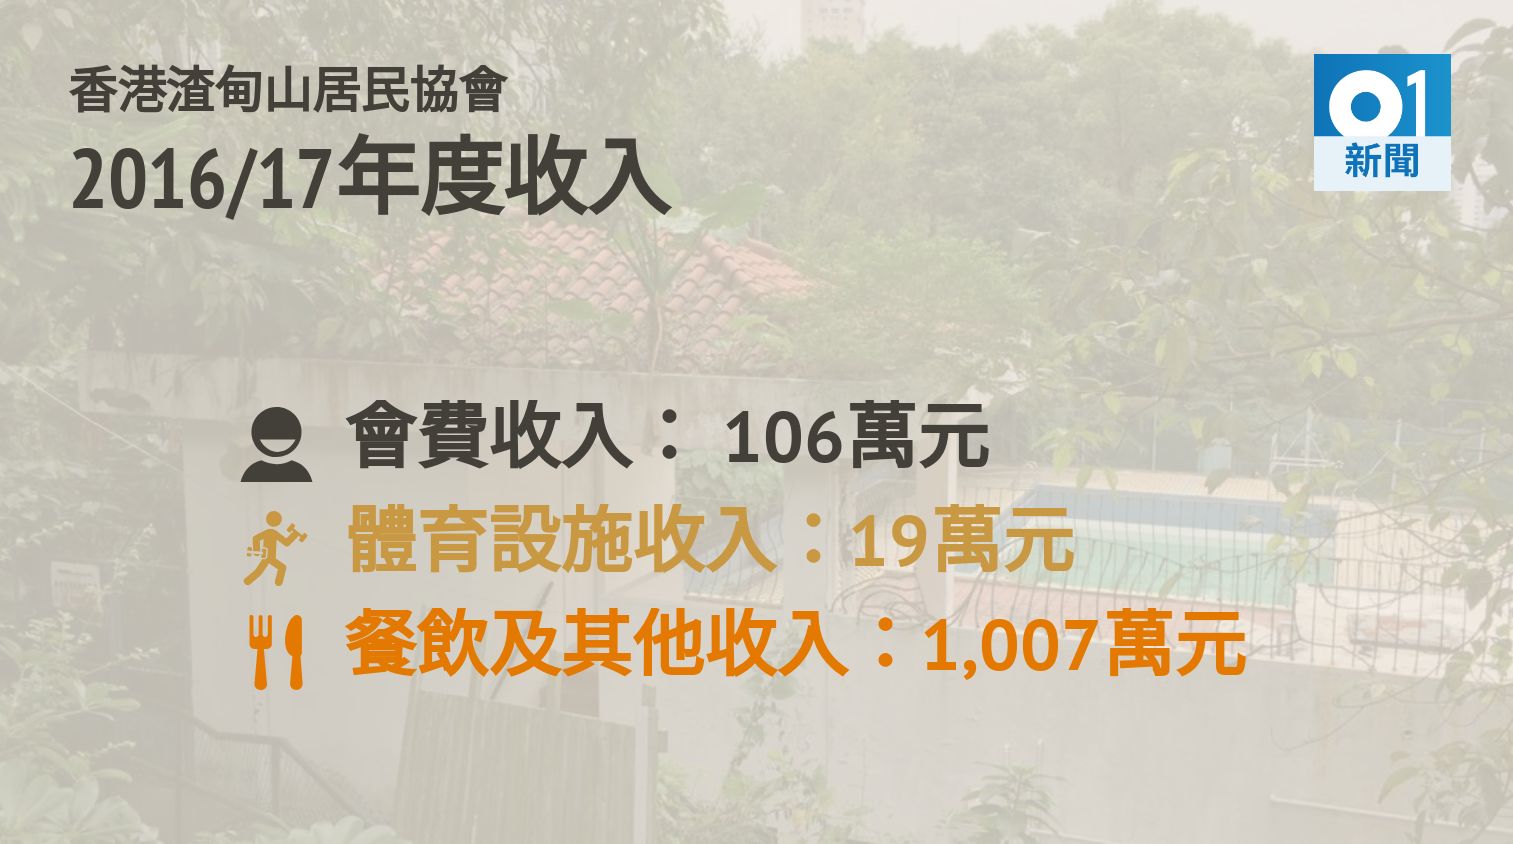 香港渣甸山居民協會
2016/17年度收入
01
新聞
會費收入： 106萬元
體育設施收入：19萬元
餐飲及其他收入：1,007萬元